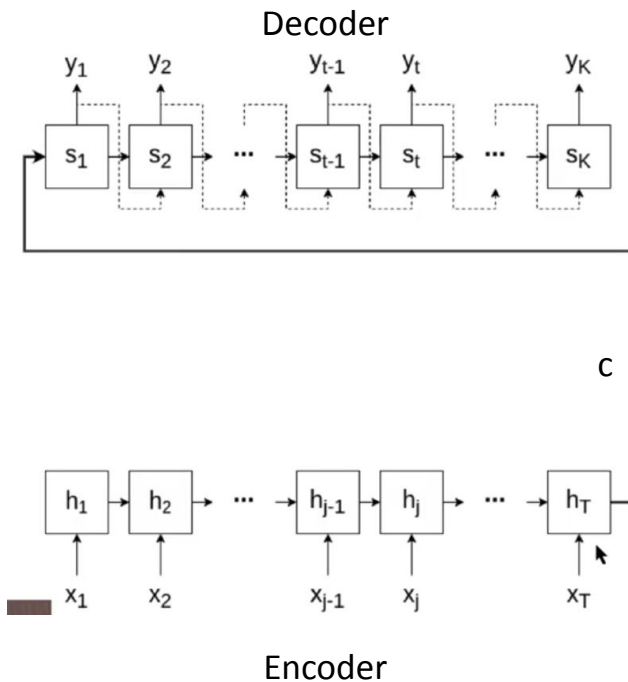 Decoder
y1 y2 yt-1 yt yK
s1 s2 ... st-1 st ... sK
c
h1 h2 ... hj-1 hj ... hT
x1 x2 xj-1 xj xT
Encoder